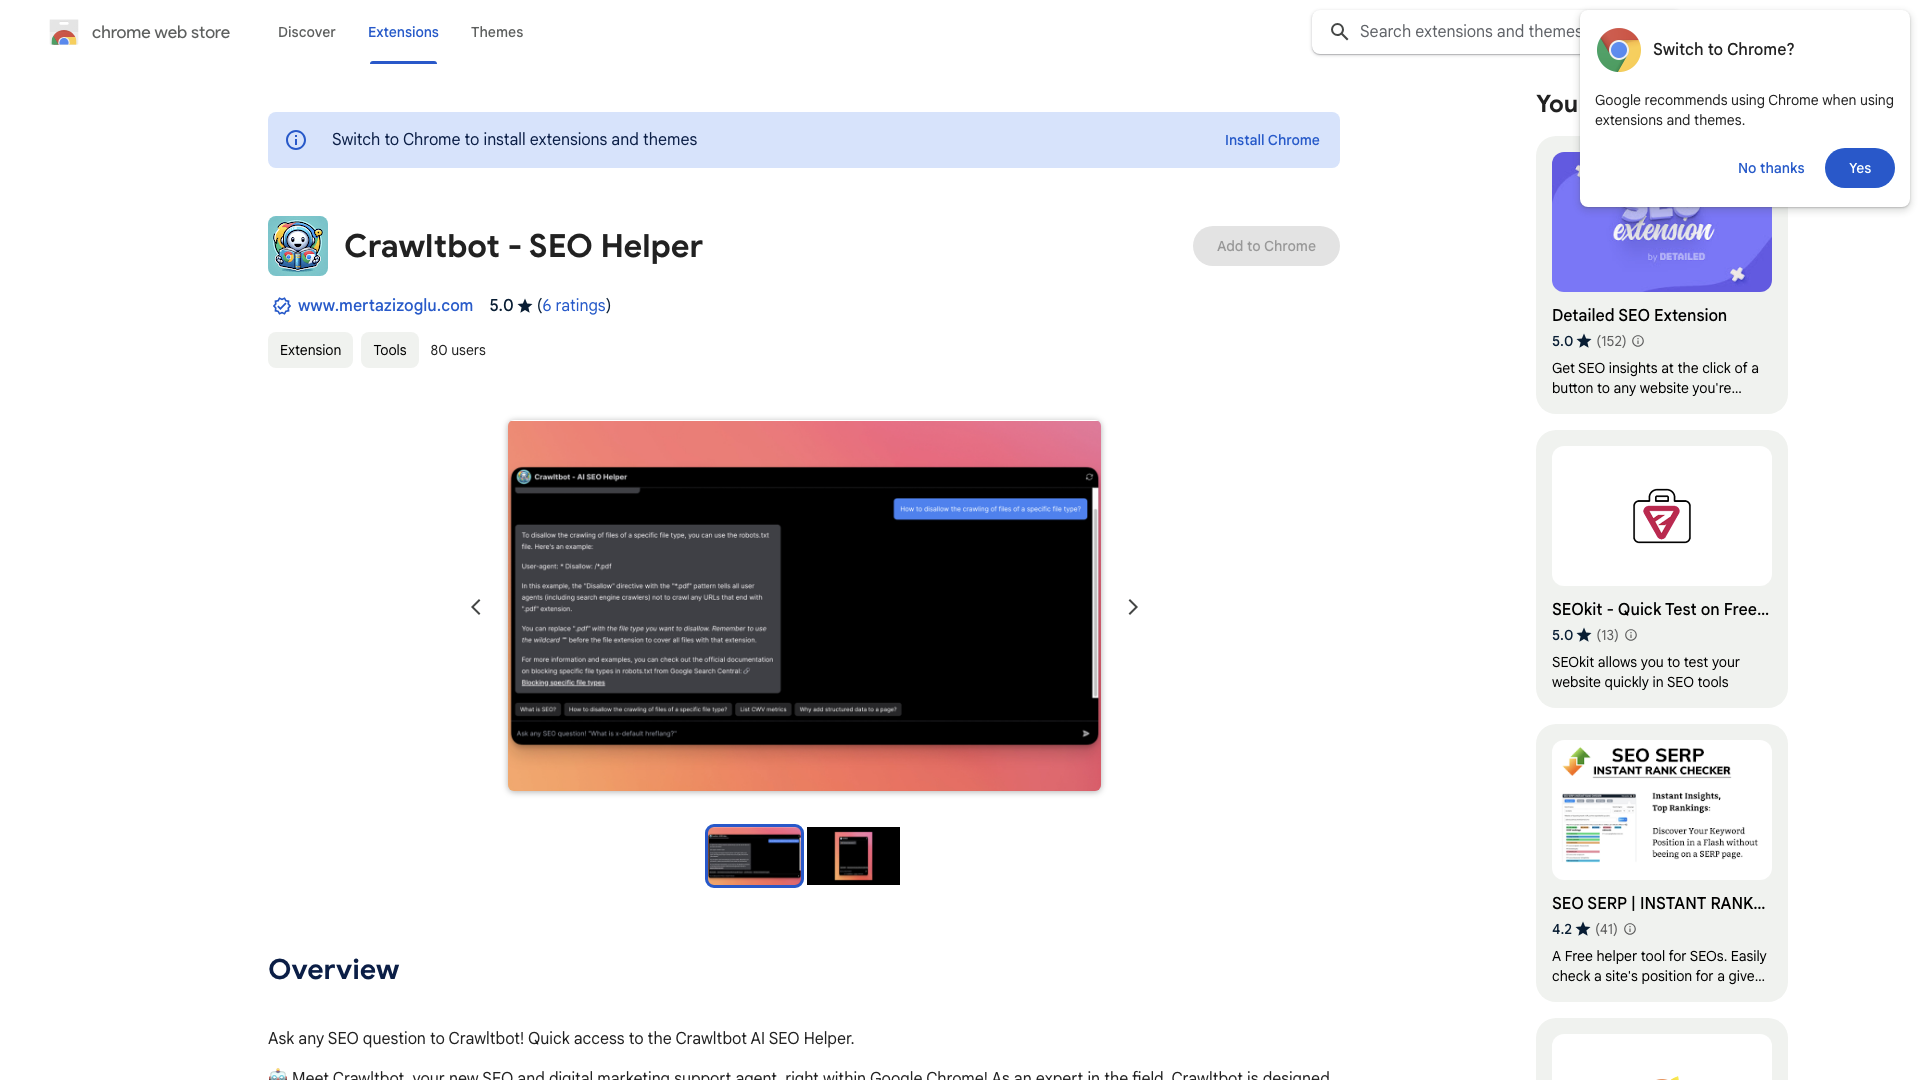 chrome web store
Discover
Extensions
Themes
Search extensions and themes
Switch to Chrome?
Google recommends using Chrome when using
extensions and themes.
No thanks
Yes
Switch to Chrome to install extensions and themes
Install Chrome
Crawltbot - SEO Helper
Add to Chrome
www.mertazizoglu.com
5.0 ★ (6 ratings)
Extension
Tools
80 users
Crawltbot - AI SEO Helper
How to disallow the crawling of files of a specific file type?
To disallow the crawling of files of a specific file type, you can use the robots.txt
file. Here's an example:
User-agent: * Disallow: /*.pdf
In this example, the "Disallow" directive with the "*.pdf" pattern tells all user
agents (including search engine crawlers) not to crawl any URLs that end with
".pdf" extension.
You can replace ".pdf" with the file type you want to disallow. Remember to use
the wildcard "" before the file extension to cover all files with that extension.
For more information and examples, you can check out the official documentation
on blocking specific file types in robots.txt from Google Search Central:
Blocking specific file types
What is SEO?
How to disallow the crawling of files of a specific file type?
List CWV metrics
Why add structured data to a page?
Ask any SEO question! "What is x-default hreflang?"
Overview
Ask any SEO question to Crawltbot! Quick access to the Crawltbot AI SEO Helper.
Meet Crawltbot, your new SEO and digital marketing support agent, right within Google Chrome! As an expert in the field, Crawltbot is designed
You
SEO
extension
by DETAILED
Detailed SEO Extension
5.0 ★ (152)
Get SEO insights at the click of a
button to any website you're…
SEOkit - Quick Test on Free…
5.0 ★ (13)
SEOkit allows you to test your
website quickly in SEO tools
SEO SERP
INSTANT RANK CHECKER
Instant Insights,
Top Rankings:
Discover Your Keyword
Position in a Flash without
beeing on a SERP page.
SEO SERP | INSTANT RANK…
4.2 ★ (41)
A Free helper tool for SEOs. Easily
check a site's position for a give…